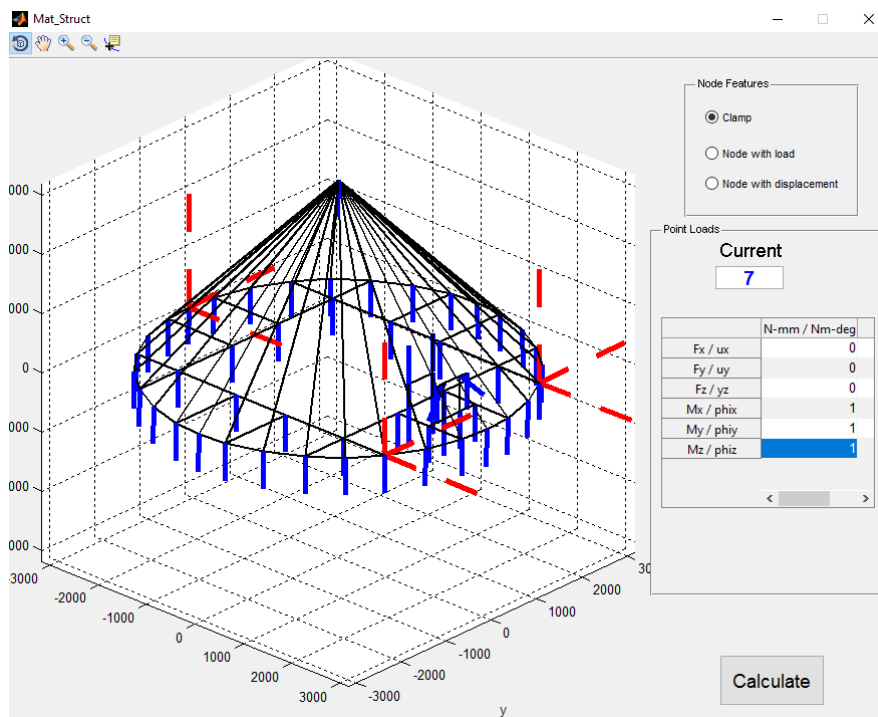 Mat_Struct
Node Features
Clamp
Node with load
Node with displacement
Point Loads
Current
7
N-mm / Nm-deg
Fx / ux 0
Fy / uy 0
Fz / yz 0
Mx / phix 1
My / phiy 1
Mz / phiz 1
Calculate
000
000
000
0
000
000
000
3000
-2000
-1000
0
1000
2000
3000
-3000
-2000
-1000
0
1000
2000
30
y